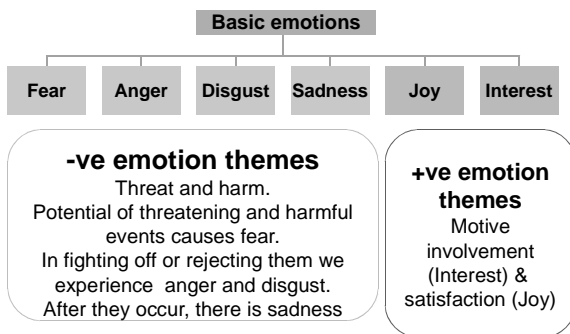 Basic emotions
Fear Anger Disgust Sadness Joy Interest
-ve emotion themes
Threat and harm.
Potential of threatening and harmful
events causes fear.
In fighting off or rejecting them we
experience anger and disgust.
After they occur, there is sadness
+ve emotion
themes
Motive
involvement
(Interest) &
satisfaction (Joy)